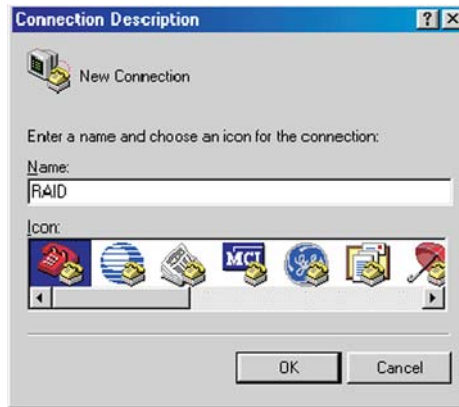 Connection Description
New Connection
Enter a name and choose an icon for the connection:
Name:
RAID
Icon:
MCI
OK
Cancel